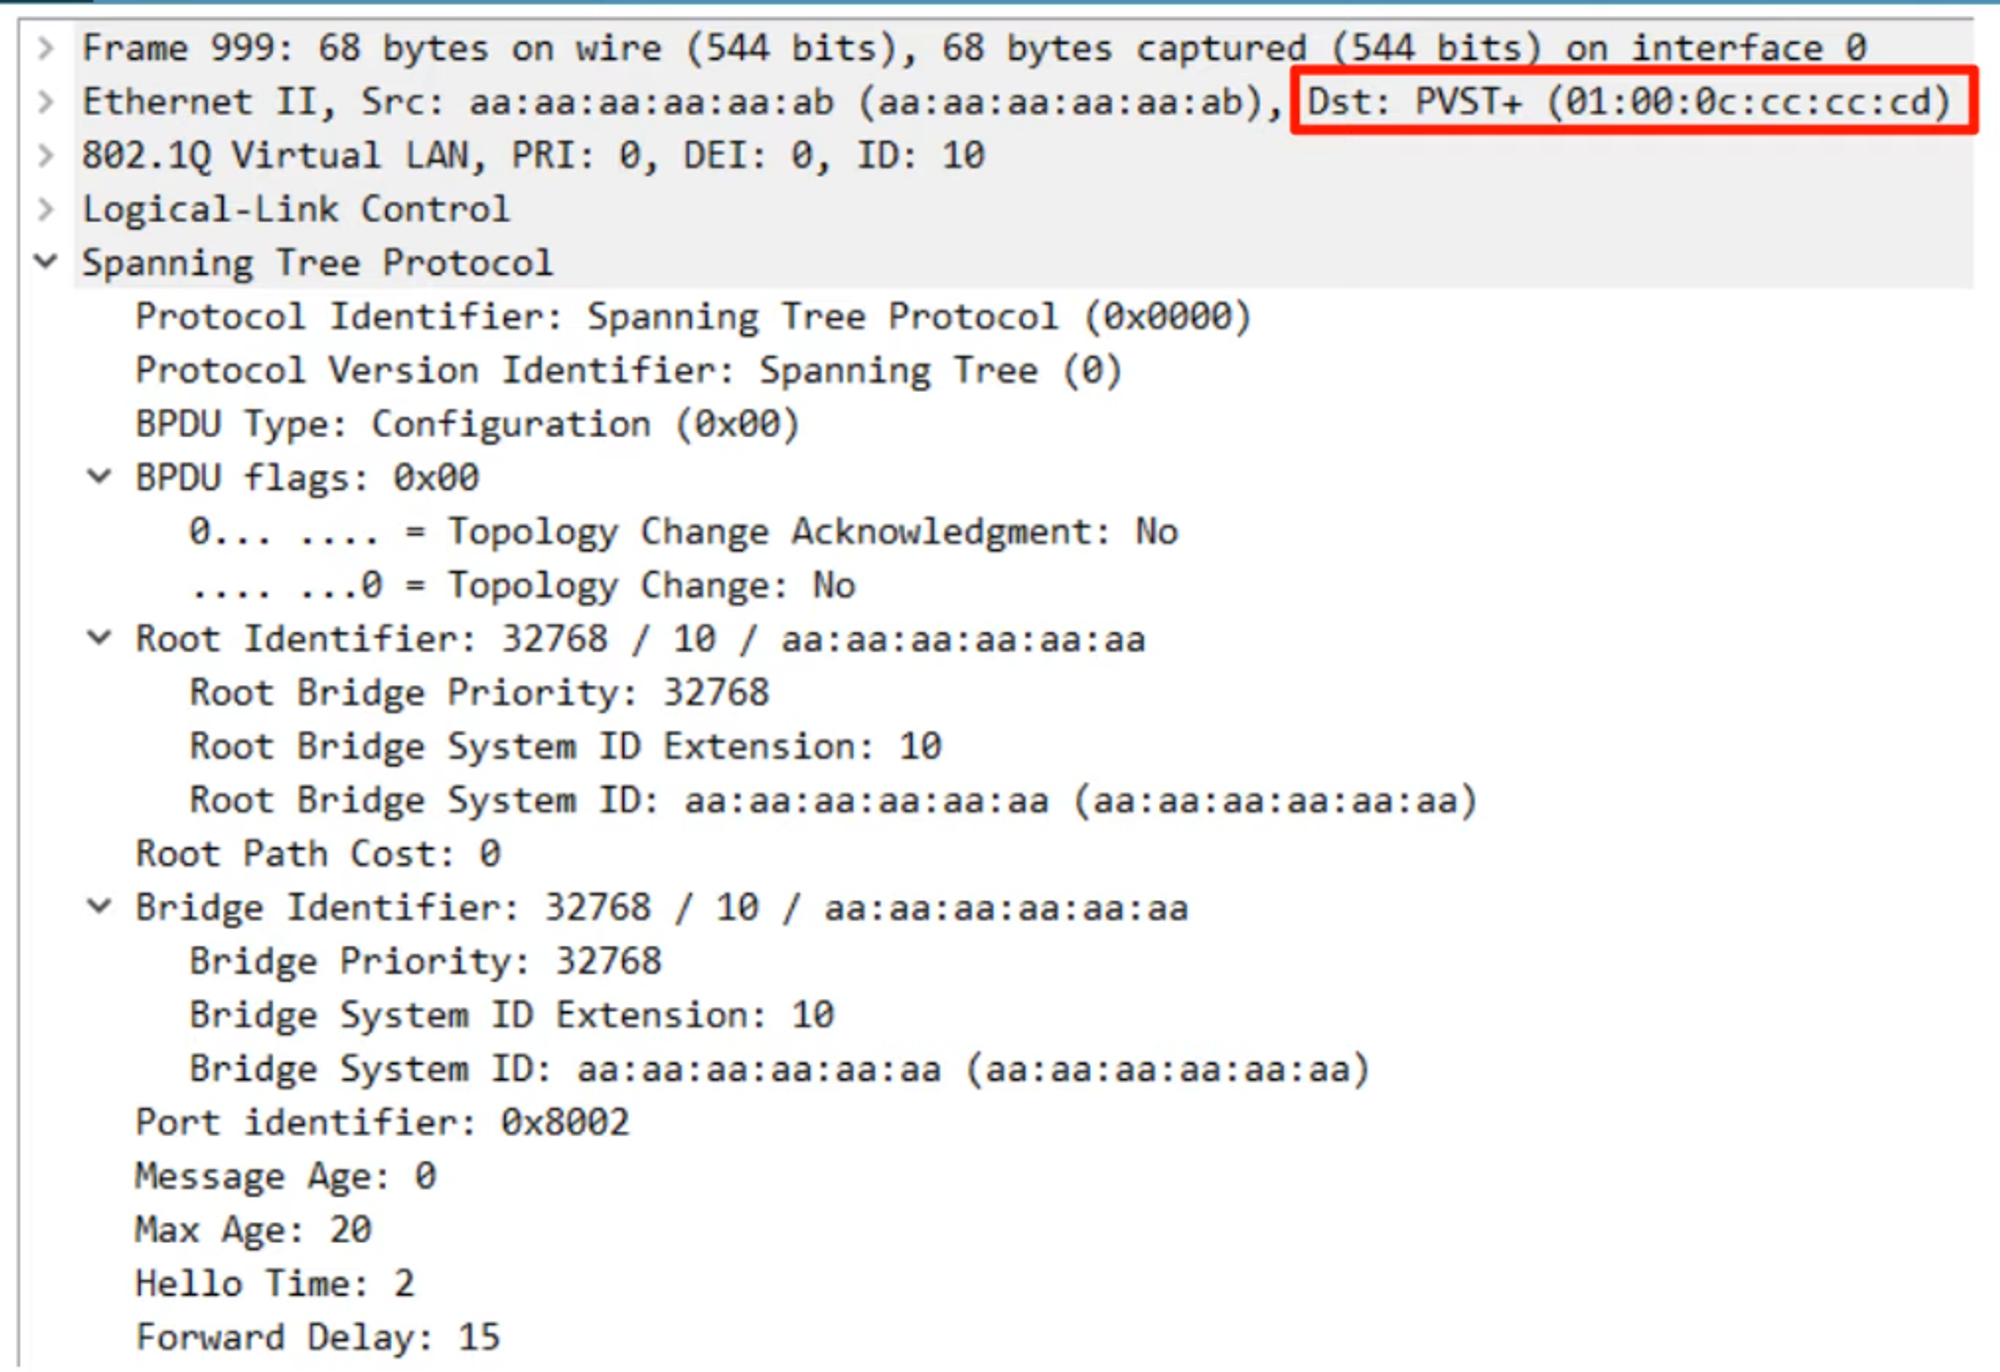 Frame 999: 68 bytes on wire (544 bits), 68 bytes captured (544 bits) on interface 0
Ethernet II, Src: aa:aa:aa:aa:aa:ab (aa:aa:aa:aa:aa:ab), Dst: PVST+ (01:00:0c:cc:cc:cd)
802.1Q Virtual LAN, PRI: 0, DEI: 0, ID: 10
Logical-Link Control
Spanning Tree Protocol
Protocol Identifier: Spanning Tree Protocol (0x0000)
Protocol Version Identifier: Spanning Tree (0)
BPDU Type: Configuration (0x00)
BPDU flags: 0x00
0... .... = Topology Change Acknowledgment: No
.... ...0 = Topology Change: No
Root Identifier: 32768 / 10 / aa:aa:aa:aa:aa:aa
Root Bridge Priority: 32768
Root Bridge System ID Extension: 10
Root Bridge System ID: aa:aa:aa:aa:aa:aa (aa:aa:aa:aa:aa:aa)
Root Path Cost: 0
Bridge Identifier: 32768 / 10 / aa:aa:aa:aa:aa:aa
Bridge Priority: 32768
Bridge System ID Extension: 10
Bridge System ID: aa:aa:aa:aa:aa:aa (aa:aa:aa:aa:aa:aa)
Port identifier: 0x8002
Message Age: 0
Max Age: 20
Hello Time: 2
Forward Delay: 15